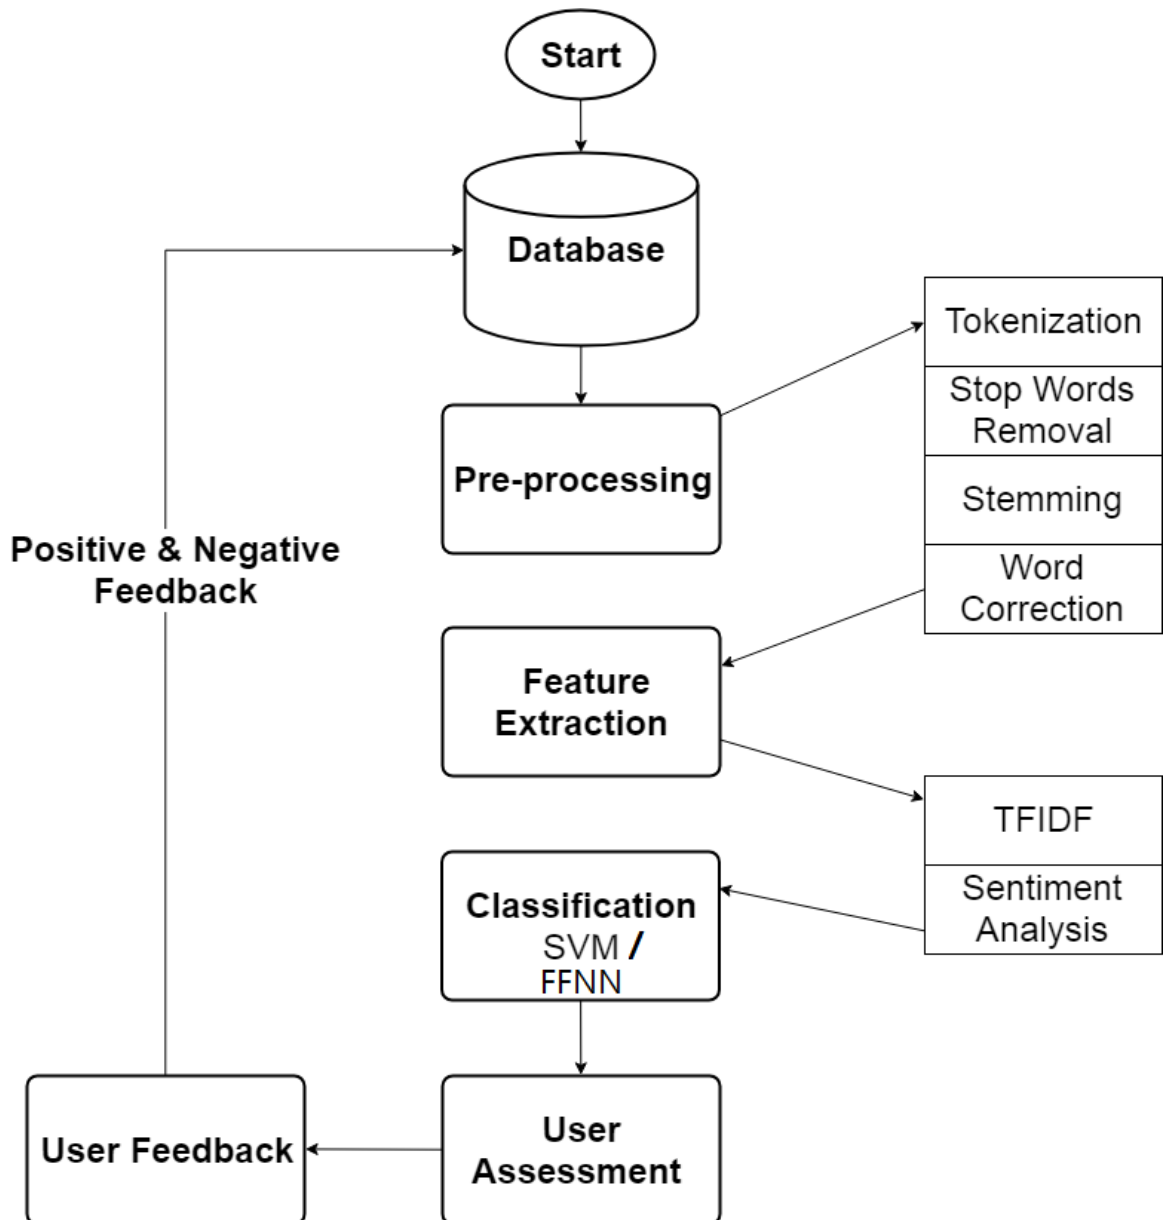 Start
Database
Tokenization
Stop Words
Removal
Pre-processing
Stemming
Word
Correction
Positive & Negative
Feedback
Feature
Extraction
TFIDF
Sentiment
Analysis
Classification
SVM /
FFNN
User
Assessment
User Feedback